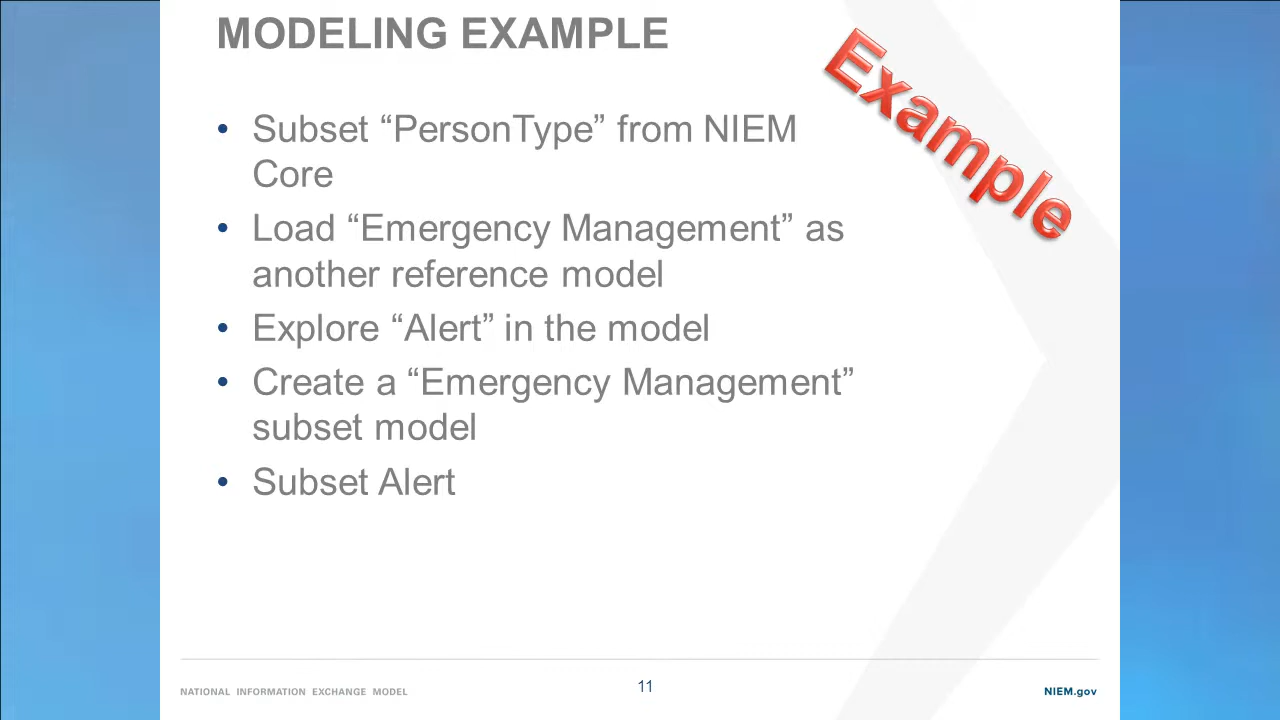 MODELING EXAMPLE
Example
• Subset “PersonType” from NIEM
Core
• Load “Emergency Management” as
another reference model
• Explore “Alert” in the model
• Create a “Emergency Management”
subset model
• Subset Alert
NATIONAL INFORMATION EXCHANGE MODEL
11
NIEM.gov